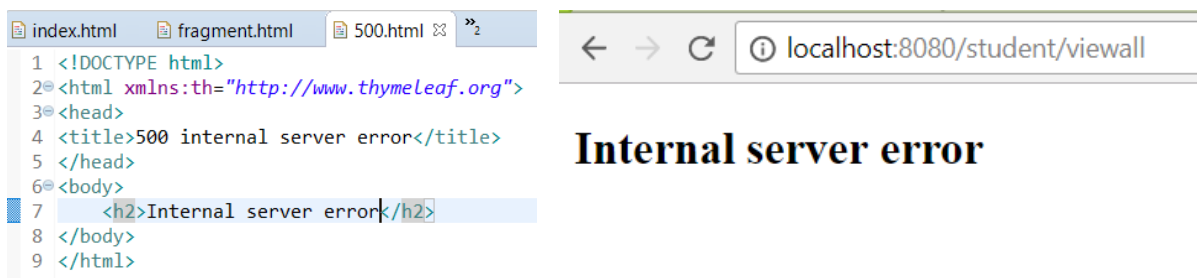 index.html fragment.html 500.html »2
1 <!DOCTYPE html>
2 <html xmlns:th="http://www.thymeleaf.org">
3 <head>
4 <title>500 internal server error</title>
5 </head>
6 <body>
7 <h2>Internal server error</h2>
8 </body>
9 </html>
localhost:8080/student/viewall
Internal server error